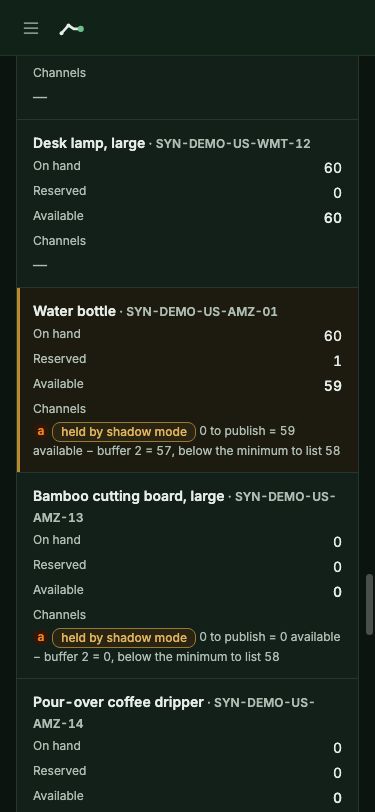 Channels
—
Desk lamp, large · SYN-DEMO-US-WMT-12
On hand 60
Reserved 0
Available 60
Channels
—
Water bottle · SYN-DEMO-US-AMZ-01
On hand 60
Reserved 1
Available 59
Channels
a held by shadow mode 0 to publish = 59
available − buffer 2 = 57, below the minimum to list 58
Bamboo cutting board, large · SYN-DEMO-US-
AMZ-13
On hand 0
Reserved 0
Available 0
Channels
a held by shadow mode 0 to publish = 0 available
− buffer 2 = 0, below the minimum to list 58
Pour-over coffee dripper · SYN-DEMO-US-
AMZ-14
On hand 0
Reserved 0
Available 0